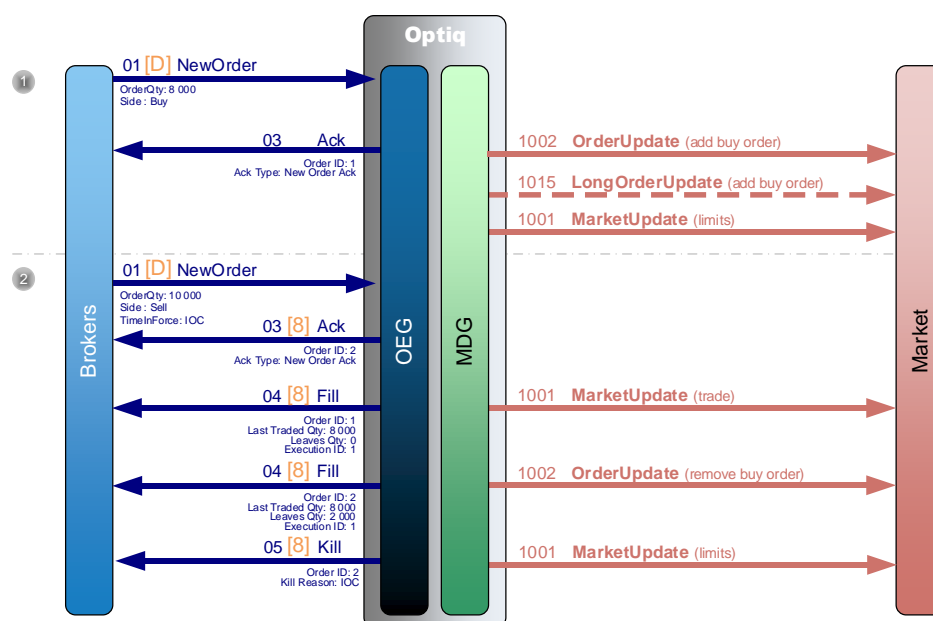 Optiq
1
01 [D] NewOrder
OrderQty: 8 000
Side : Buy
03 Ack
Order ID: 1
Ack Type: New Order Ack
1002 OrderUpdate (add buy order)
1015 LongOrderUpdate (add buy order)
1001 MarketUpdate (limits)
2
01 [D] NewOrder
OrderQty: 10 000
Side : Sell
TimeInForce: IOC
03 [8] Ack
Order ID: 2
Ack Type: New Order Ack
Brokers
OEG
MDG
Market
04 [8] Fill
Order ID: 1
Last Traded Qty: 8 000
Leaves Qty: 0
Execution ID: 1
1001 MarketUpdate (trade)
04 [8] Fill
Order ID: 2
Last Traded Qty: 8 000
Leaves Qty: 2 000
Execution ID: 1
1002 OrderUpdate (remove buy order)
05 [8] Kill
Order ID: 2
Kill Reason: IOC
1001 MarketUpdate (limits)